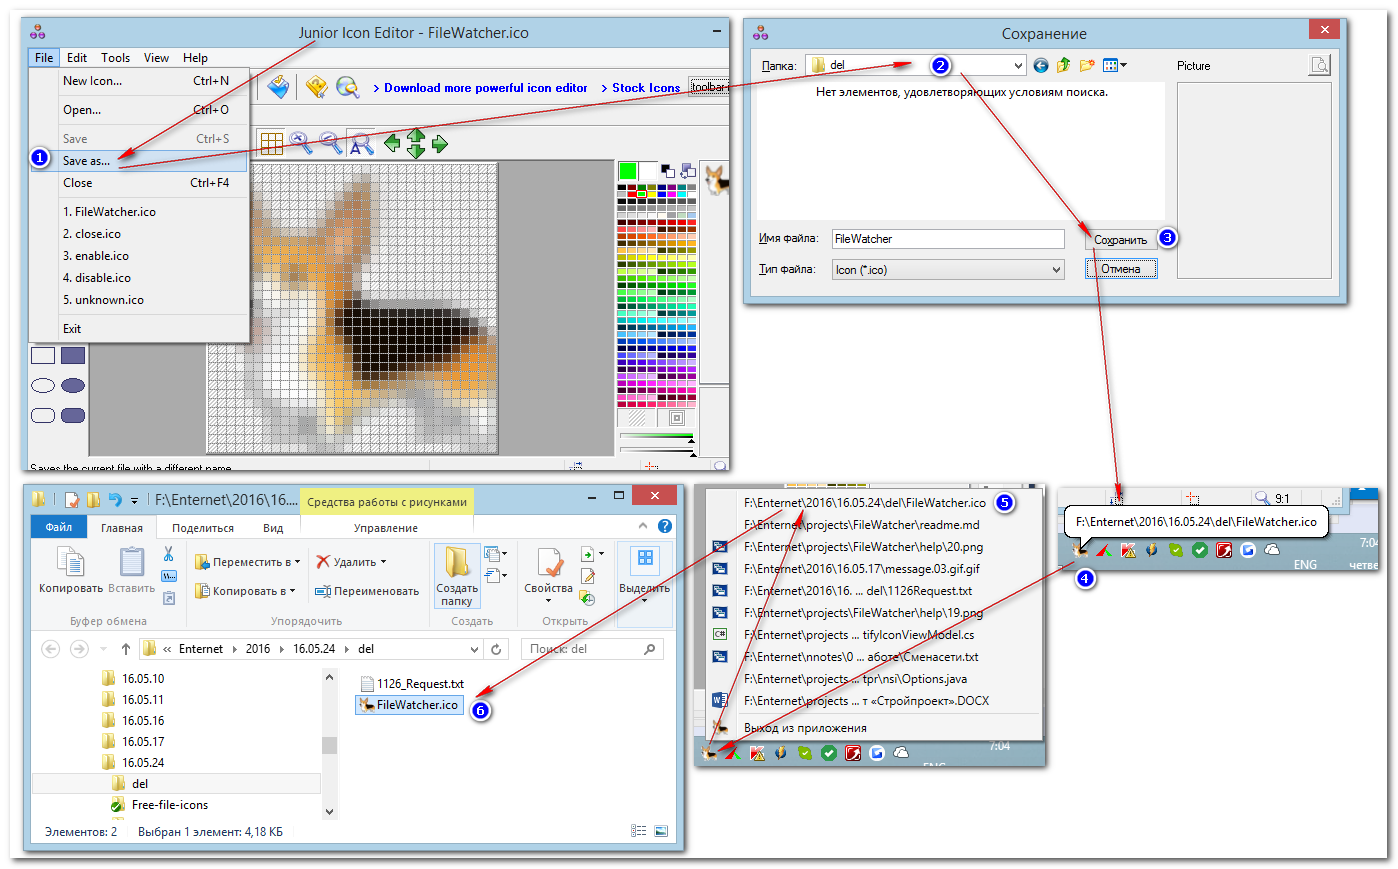 Junior Icon Editor - FileWatcher.ico
File Edit Tools View Help
New Icon... Ctrl+N
Open... Ctrl+O
Save Ctrl+S
1 Save as...
Close Ctrl+F4
1. FileWatcher.ico
2. close.ico
3. enable.ico
4. disable.ico
5. unknown.ico
Exit
> Download more powerful icon editor > Stock Icons
Saves the current file with a different name
Сохранение
Папка: del 2
Picture
Нет элементов, удовлетворяющих условиям поиска.
Имя файла: FileWatcher Сохранить 3
Тип файла: Icon (*.ico) Отмена
F:\Enternet\2016\16.... Средства работы с рисунками
Файл Главная Поделиться Вид Управление
Копировать Вставить
Переместить в
Копировать в
Удалить
Переименовать
Создать папку
Свойства
Выделить
Буфер обмена Упорядочить Создать Открыть
« Enternet 2016 16.05.24 del
Поиск: del
16.05.10
16.05.11
16.05.16
16.05.17
16.05.24
del
Free-file-icons
1126_Request.txt
FileWatcher.ico 6
Элементов: 2 Выбран 1 элемент: 4,18 КБ
F:\Enternet\2016\16.05.24\del\FileWatcher.ico 5
F:\Enternet\projects\FileWatcher\readme.md
F:\Enternet\projects\FileWatcher\help\20.png
F:\Enternet\2016\16.05.17\message.03.gif.gif
F:\Enternet\2016\16. ... del\1126Request.txt
F:\Enternet\projects\FileWatcher\help\19.png
F:\Enternet\projects ... tifyIconViewModel.cs
F:\Enternet\nnotes\0 ... аботе\Сменасети.txt
F:\Enternet\projects ... tpr\nsi\Options.java
F:\Enternet\projects ... т «Стройпроект».DOCX
Выход из приложения
7:04
ENG
9:1
F:\Enternet\2016\16.05.24\del\FileWatcher.ico
7:04
ENG четве
4